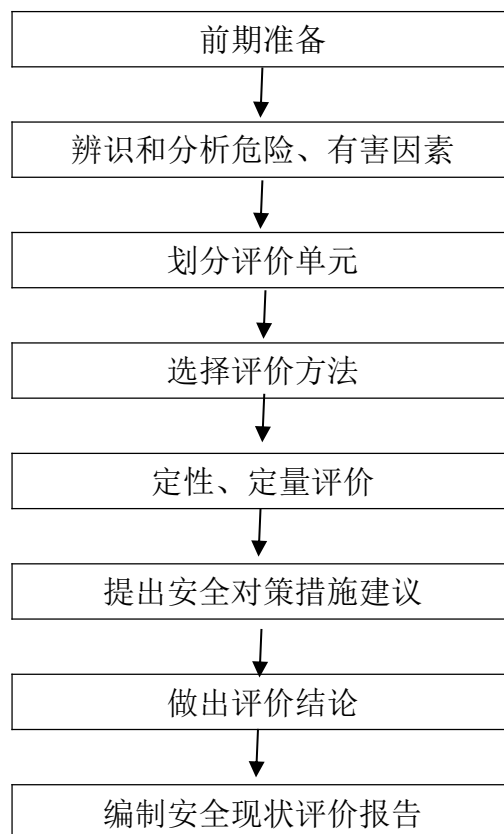 前期准备
辨识和分析危险、有害因素
划分评价单元
选择评价方法
定性、定量评价
提出安全对策措施建议
做出评价结论
编制安全现状评价报告